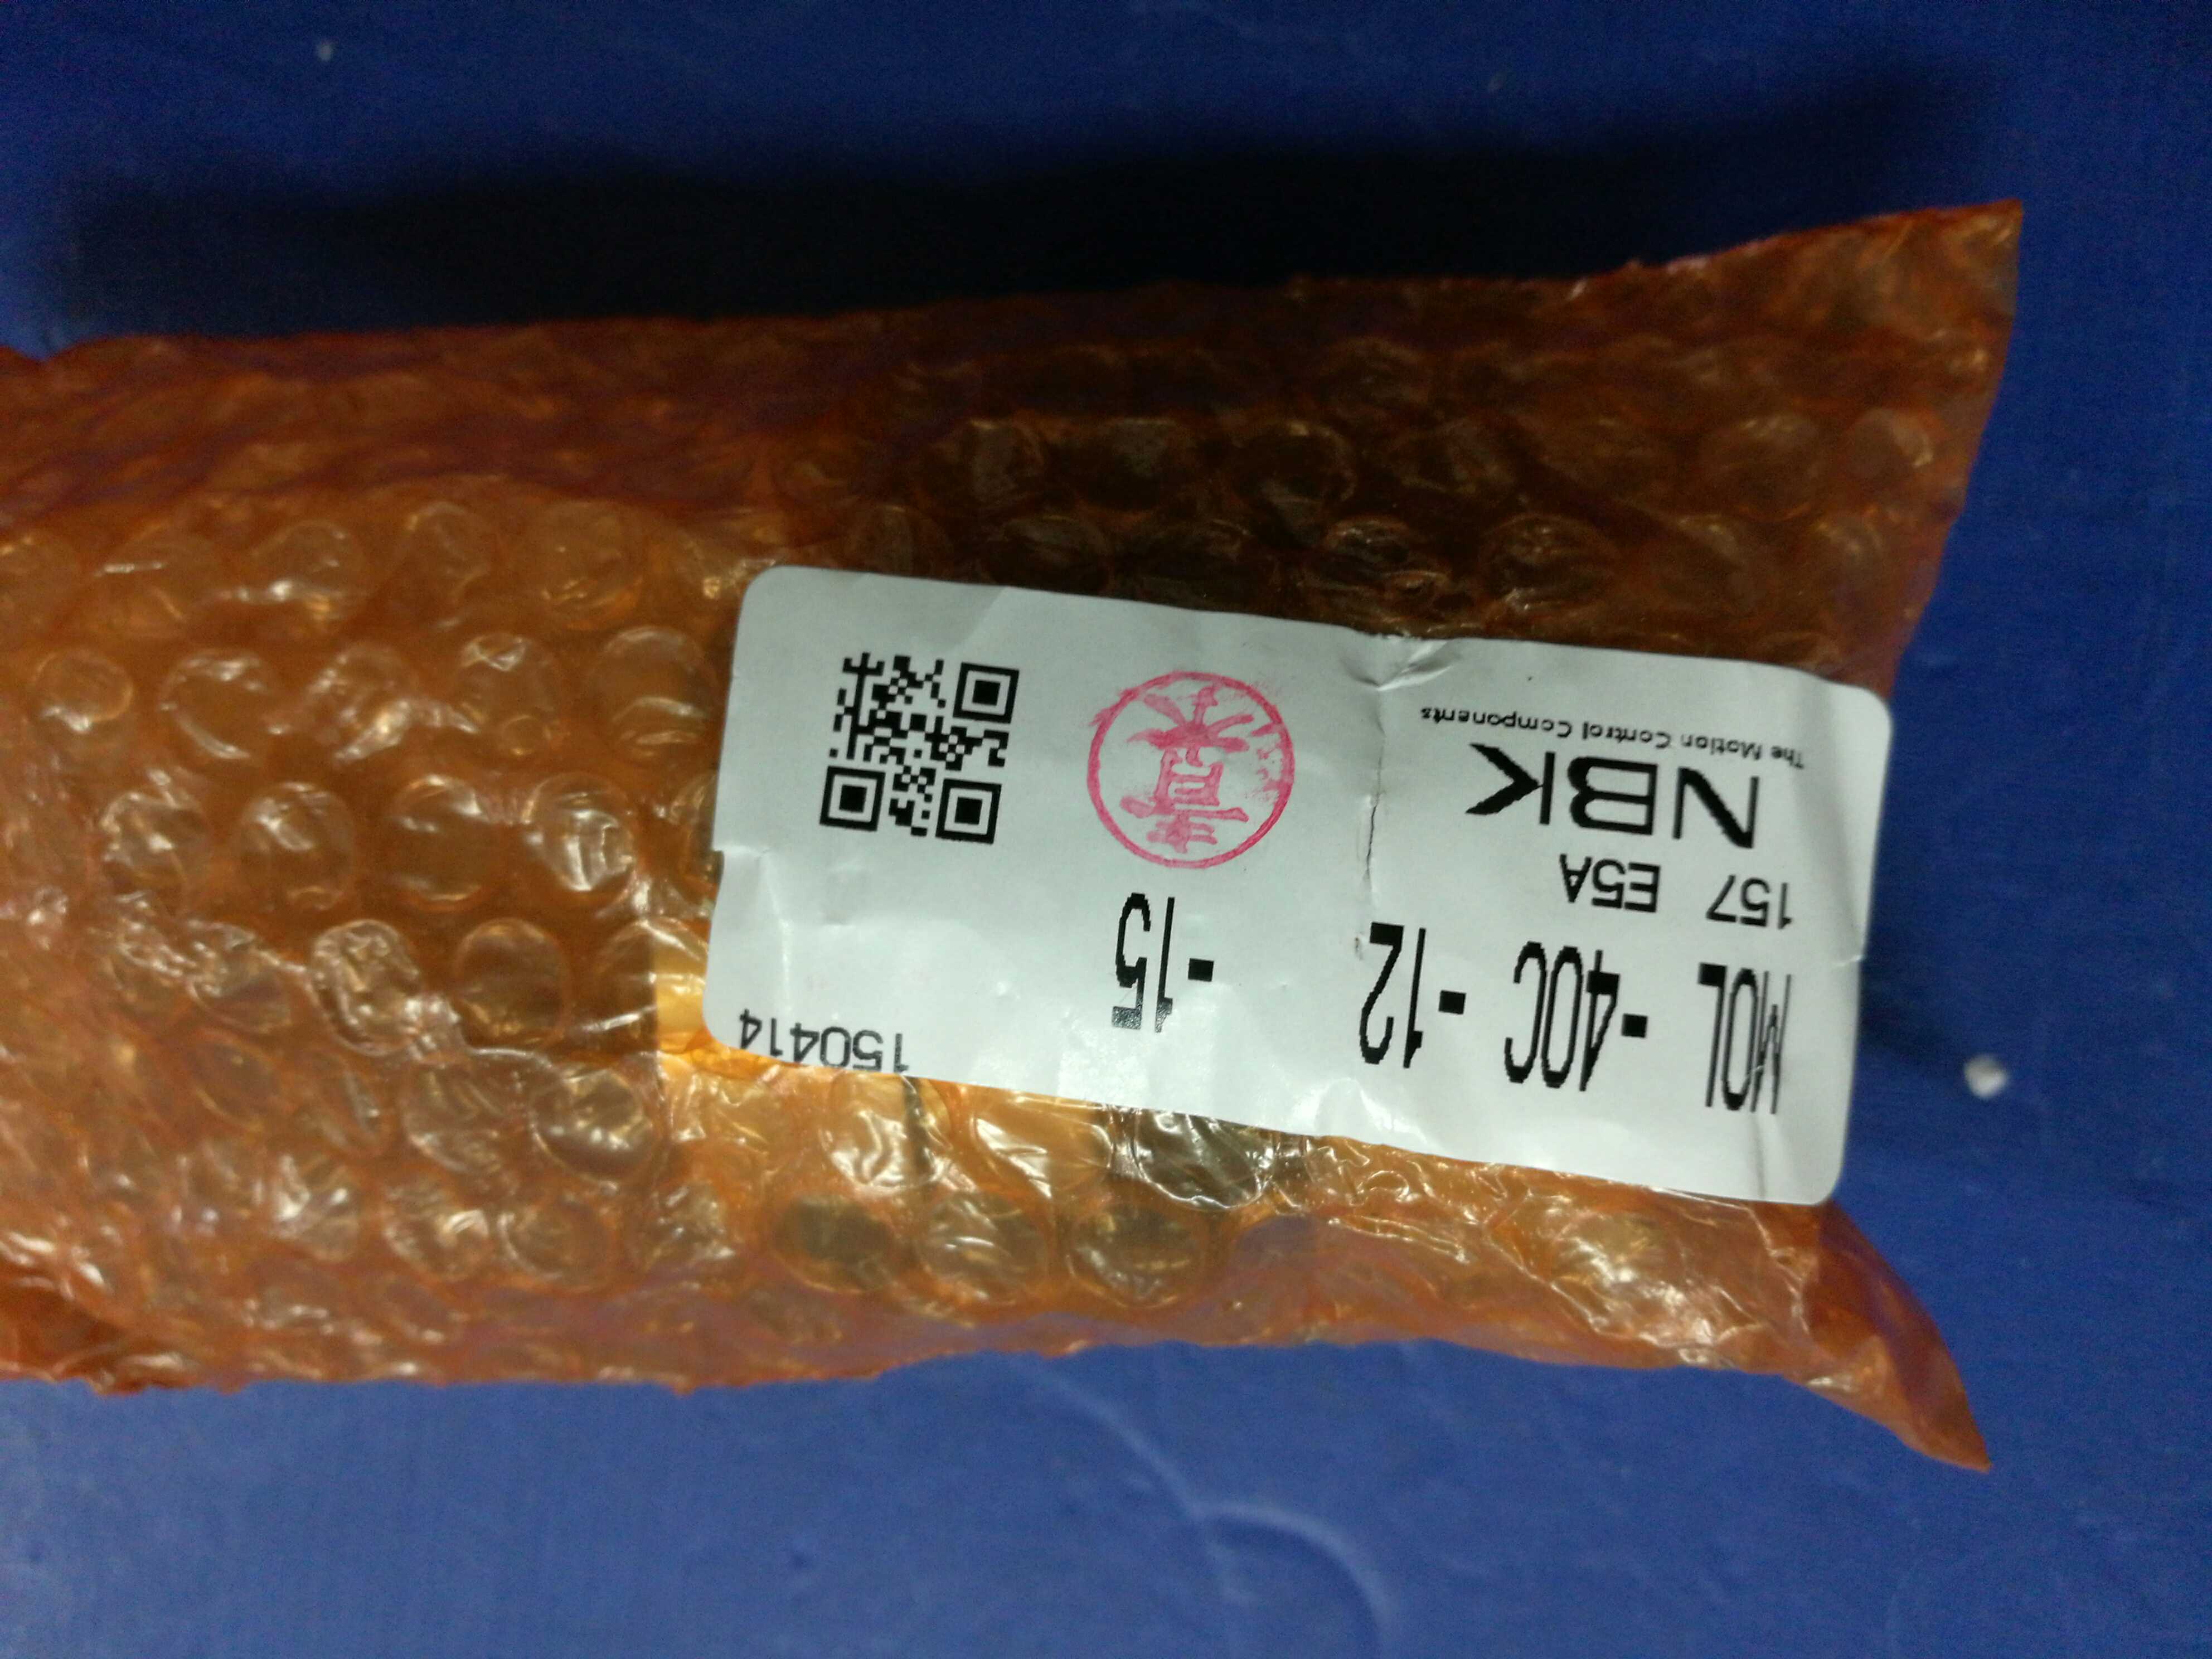 150414
MOL -40C -12 -15
157 E5A
NBK
The Motion Control Components